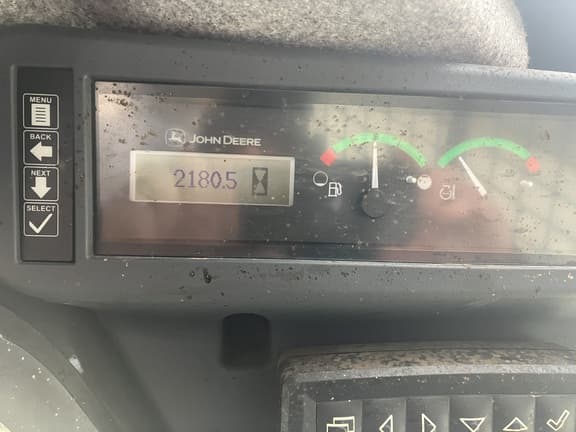 MENU
BACK
NEXT
SELECT
JOHN DEERE
2180.5